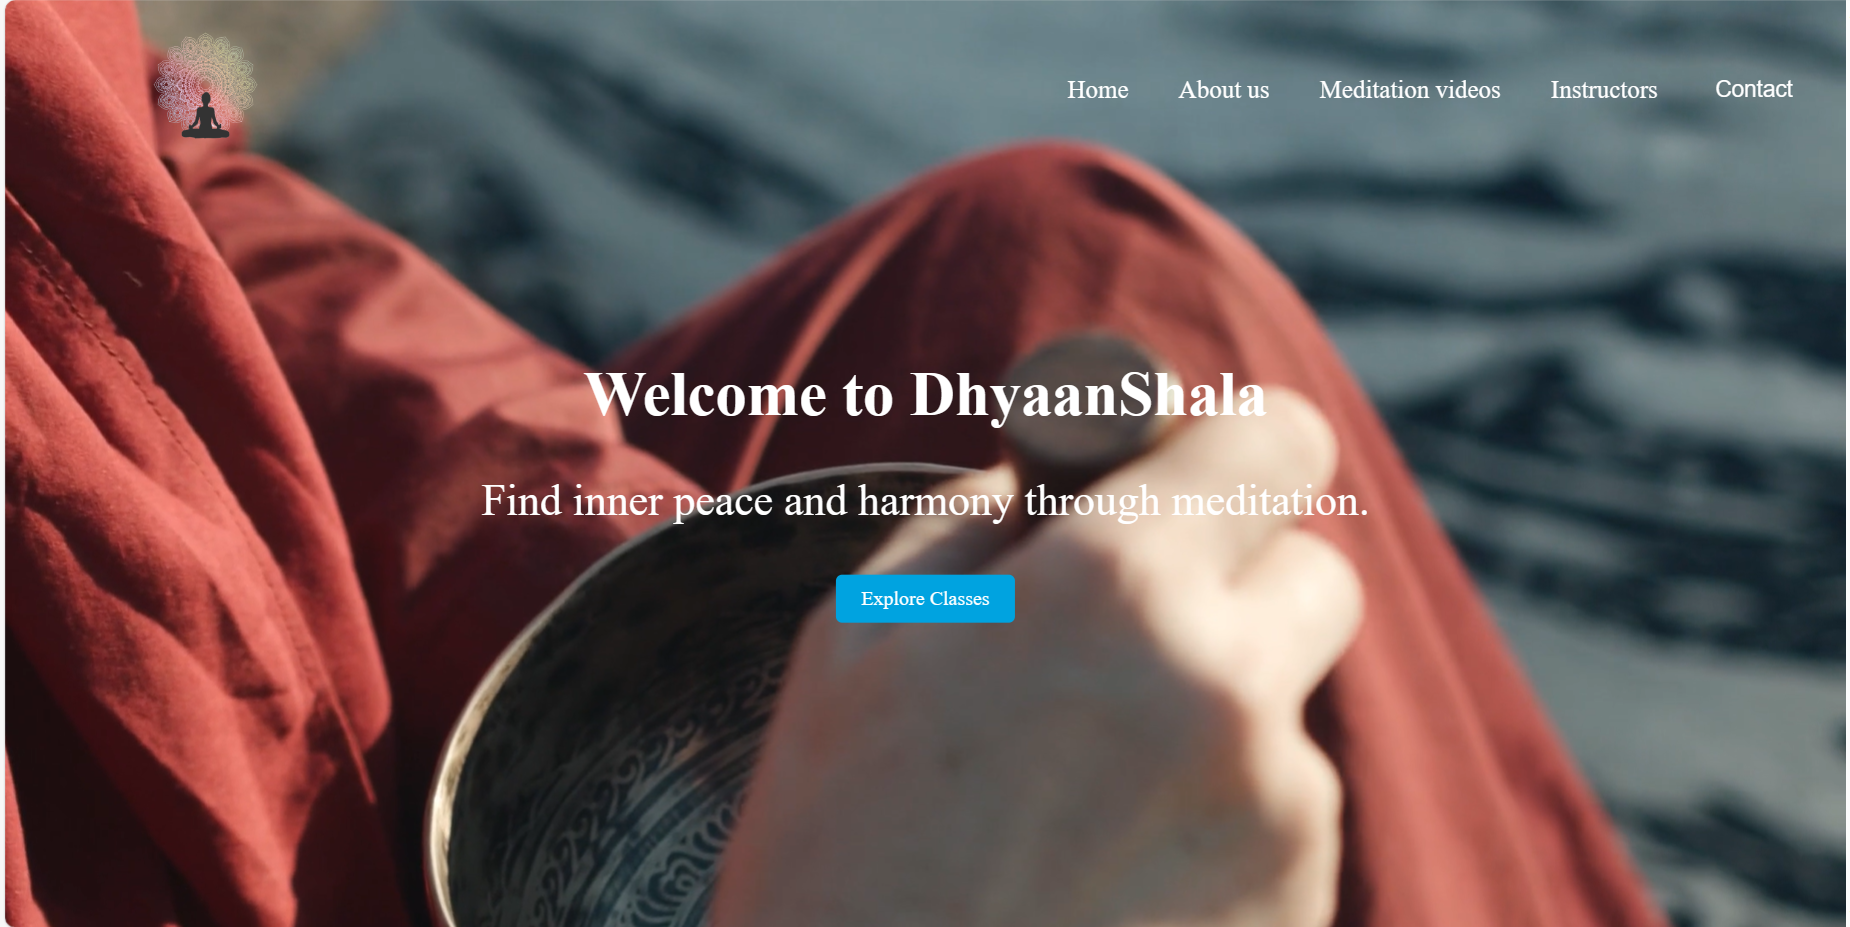 Home
About us
Meditation videos
Instructors
Contact
Welcome to DhyaanShala
Find inner peace and harmony through meditation.
Explore Classes